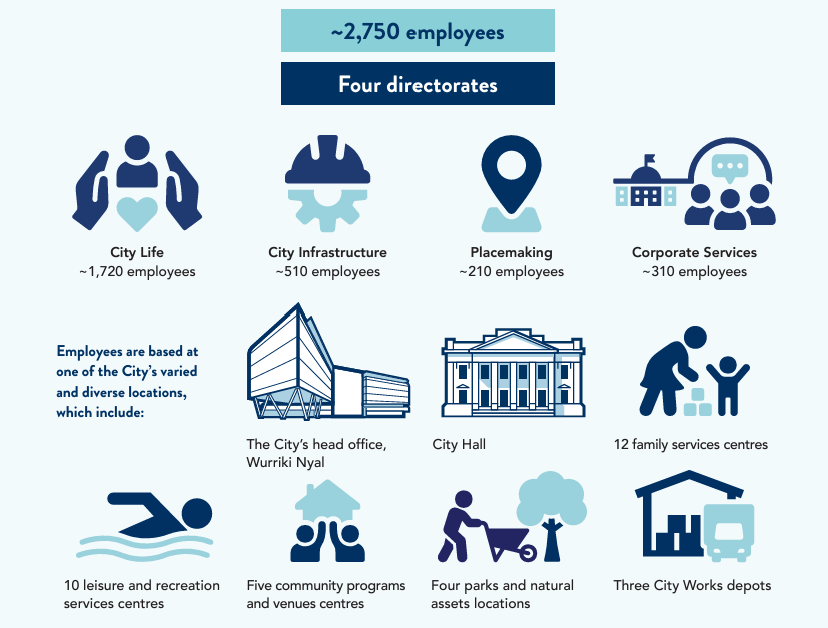 ~2,750 employees
Four directorates
City Life
~1,720 employees
City Infrastructure
~510 employees
Placemaking
~210 employees
Corporate Services
~310 employees
Employees are based at
one of the City's varied
and diverse locations,
which include:
The City's head office,
Wurriki Nyal
City Hall
12 family services centres
10 leisure and recreation
services centres
Five community programs
and venues centres
Four parks and natural
assets locations
Three City Works depots